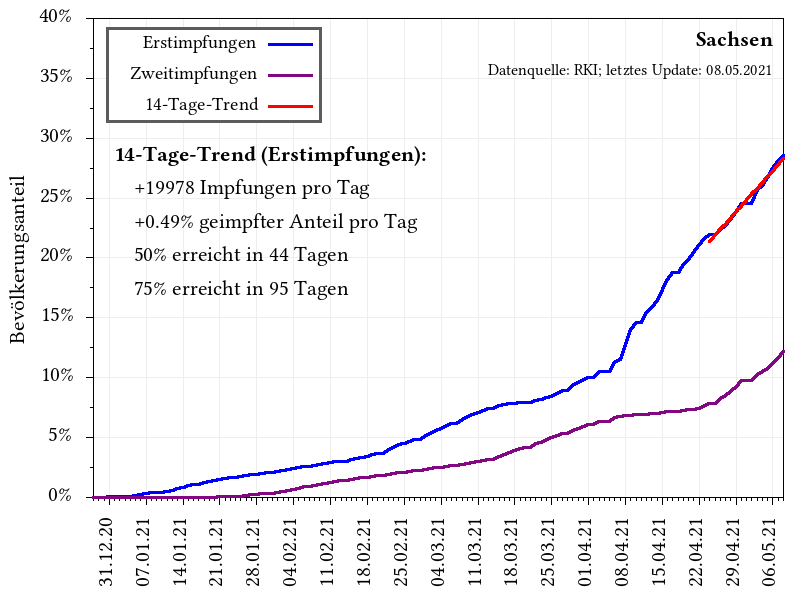 40%
35%
30%
25%
20%
15%
10%
5%
0%
Bevölkerungsanteil
Erstimpfungen
Zweitimpfungen
14-Tage-Trend
Sachsen
Datenquelle: RKI; letztes Update: 08.05.2021
14-Tage-Trend (Erstimpfungen):
+19978 Impfungen pro Tag
+0.49% geimpfter Anteil pro Tag
50% erreicht in 44 Tagen
75% erreicht in 95 Tagen
31.12.20
07.01.21
14.01.21
21.01.21
28.01.21
04.02.21
11.02.21
18.02.21
25.02.21
04.03.21
11.03.21
18.03.21
25.03.21
01.04.21
08.04.21
15.04.21
22.04.21
29.04.21
06.05.21